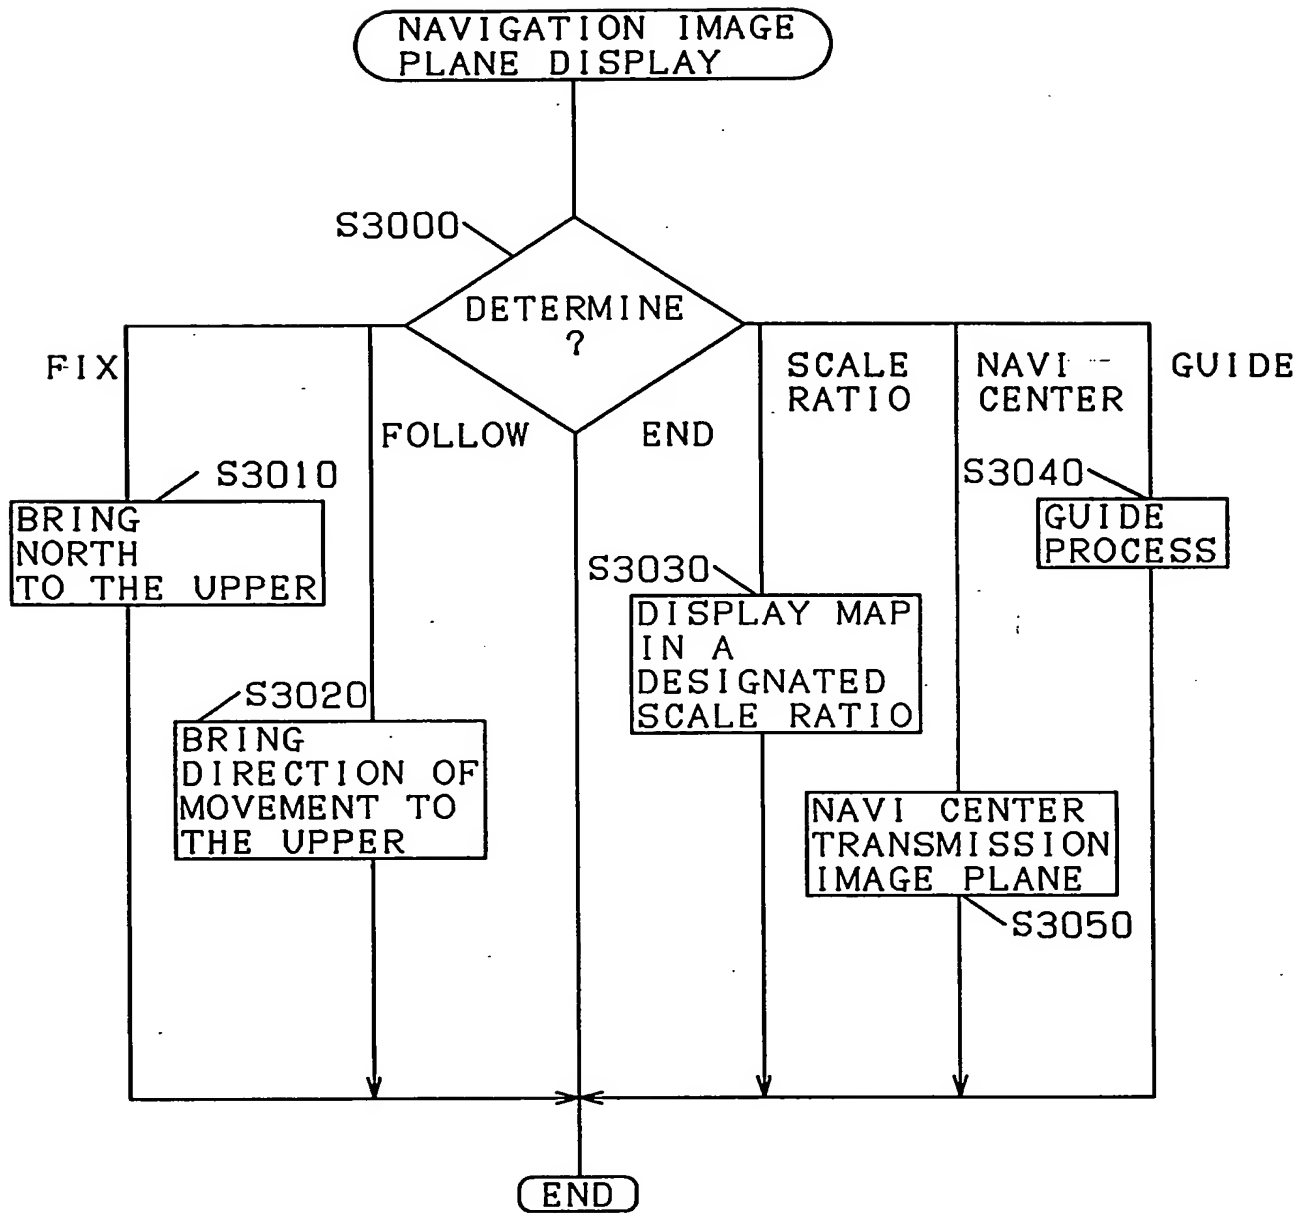 NAVIGATION IMAGE
PLANE DISPLAY
S3000
DETERMINE
?
FIX
FOLLOW
END
SCALE
RATIO
NAVI
CENTER
GUIDE
S3010
BRING
NORTH
TO THE UPPER
S3040
GUIDE
PROCESS
S3030
DISPLAY MAP
IN A
DESIGNATED
SCALE RATIO
S3020
BRING
DIRECTION OF
MOVEMENT TO
THE UPPER
NAVI CENTER
TRANSMISSION
IMAGE PLANE
S3050
END